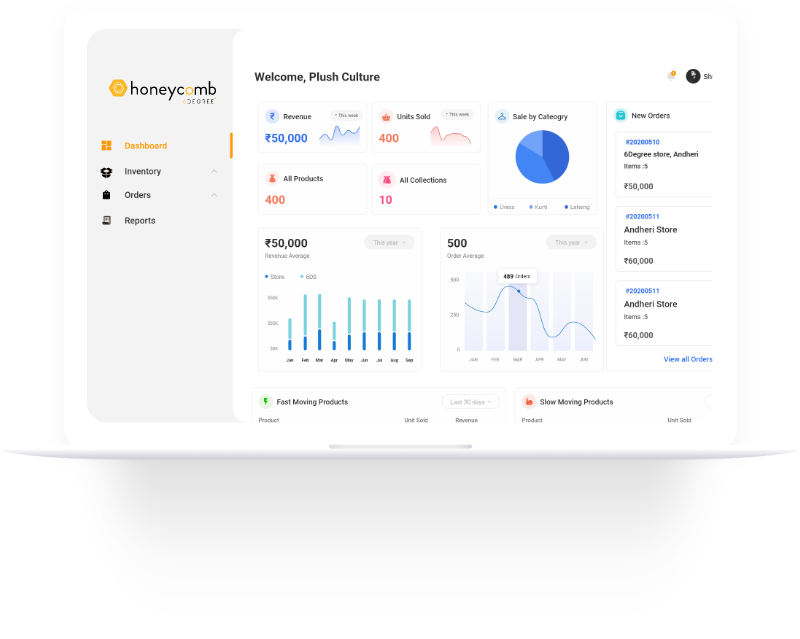 honeycomb
6DEGREE
Dashboard
Inventory
Orders
Reports
Welcome, Plush Culture
Sh
₹ Revenue
This week
₹50,000
Units Sold
This week
400
All Products
400
All Collections
10
Sale by Cateogry
Dress Kurti Laheng
New Orders
#20200510
6Degree store, Andheri
Items :5
₹50,000
#20200511
Andheri Store
Items :5
₹60,000
#20200511
Andheri Store
Items :5
₹60,000
View all Orders
₹50,000
Revenue Average
This year
Store 6DG
$50K
$20K
Jan Feb Mar Apr May Jun Jul Aug Sep
500
Order Average
This year
489 Orders
500
250
0
JAN FEB MAR APR MAY JUN
Fast Moving Products
Last 30 days
Product Unit Sold Revenue
Slow Moving Products
Product Unit Sold